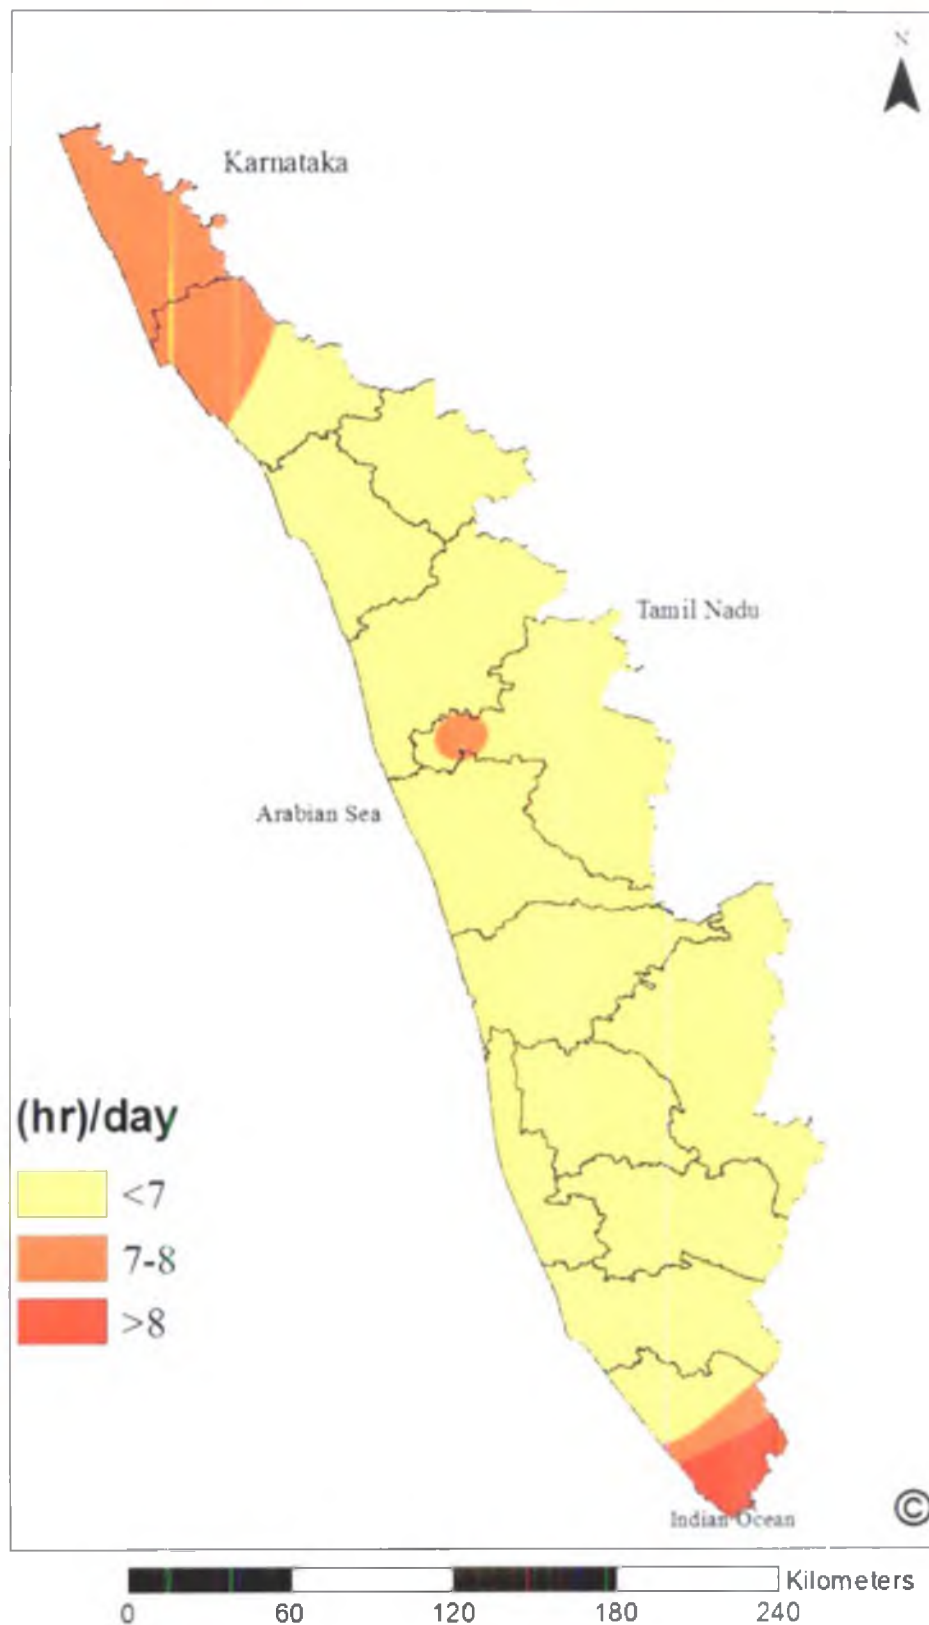 N
Karnataka
Tamil Nadu
Arabian Sea
(hr)/day
<7
7-8
>8
Indian Ocean
©
Kilometers
0 60 120 180 240